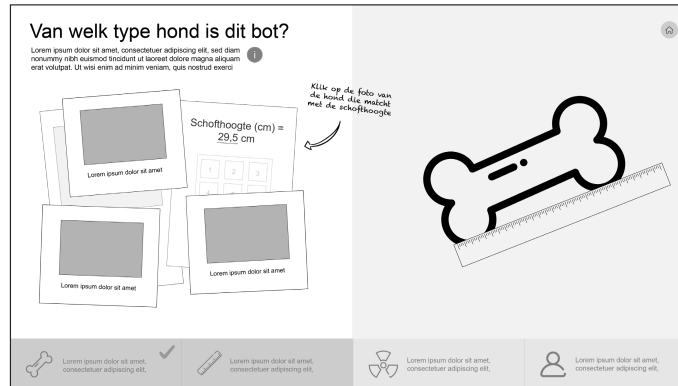 Van welk type hond is dit bot?
Lorem ipsum dolor sit amet, consectetuer adipiscing elit, sed diam
nonummy nibh euismod tincidunt ut laoreet dolore magna aliquam
erat volutpat. Ut wisi enim ad minim veniam, quis nostrud exerci
i
Klik op de foto van
de hond die matcht
met de schofthoogte
Schofthoogte (cm) =
29,5 cm
1 2 3
4 5 6
Lorem ipsum dolor sit amet
Lorem ipsum dolor sit amet
Lorem ipsum dolor sit amet
Lorem ipsum dolor sit amet,
consectetuer adipiscing elit,
Lorem ipsum dolor sit amet,
consectetuer adipiscing elit,
Lorem ipsum dolor sit amet,
consectetuer adipiscing elit,
Lorem ipsum dolor sit amet,
consectetuer adipiscing elit,